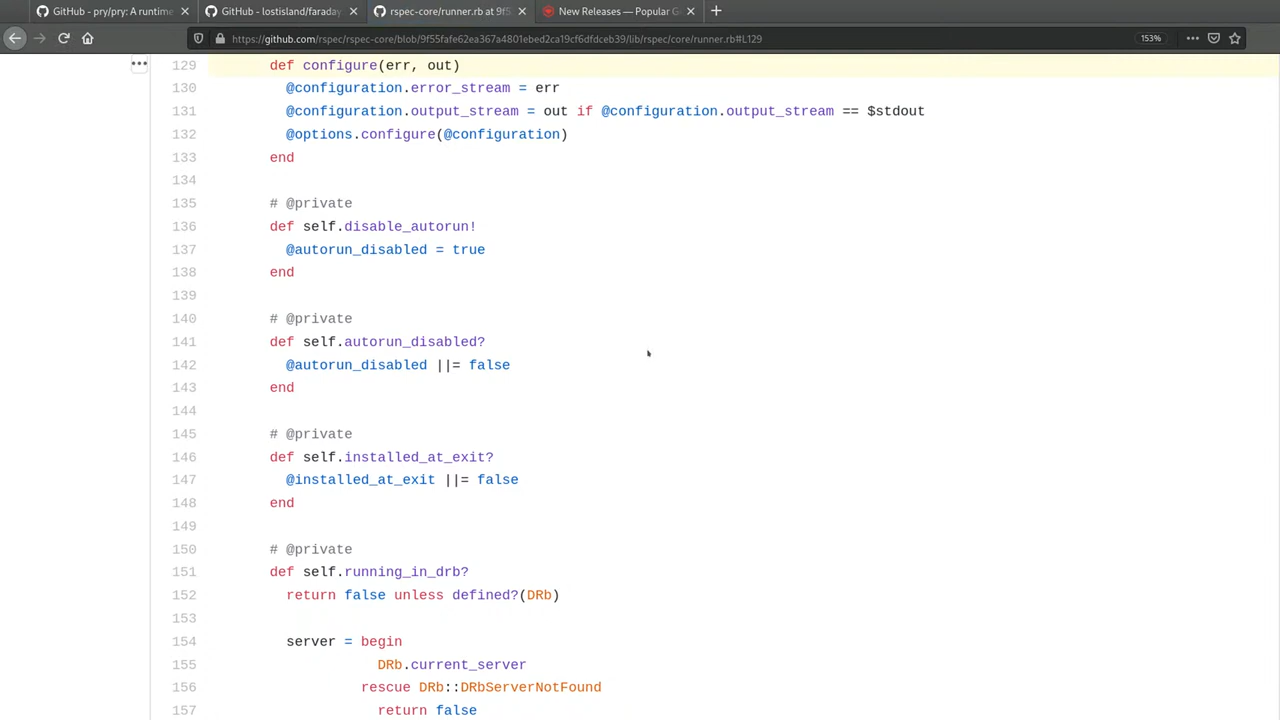 GitHub - pry/pry: A runtime
GitHub - lostisland/faraday
rspec-core/runner.rb at 9f5
New Releases — Popular G
https://github.com/rspec/rspec-core/blob/9f55fafe62ea367a4801ebed2ca19cf6dfdceb39/lib/rspec/core/runner.rb#L129
153%
129 def configure(err, out)
130 @configuration.error_stream = err
131 @configuration.output_stream = out if @configuration.output_stream == $stdout
132 @options.configure(@configuration)
133 end
134
135 # @private
136 def self.disable_autorun!
137 @autorun_disabled = true
138 end
139
140 # @private
141 def self.autorun_disabled?
142 @autorun_disabled ||= false
143 end
144
145 # @private
146 def self.installed_at_exit?
147 @installed_at_exit ||= false
148 end
149
150 # @private
151 def self.running_in_drb?
152 return false unless defined?(DRb)
153
154 server = begin
155 DRb.current_server
156 rescue DRb::DRbServerNotFound
157 return false